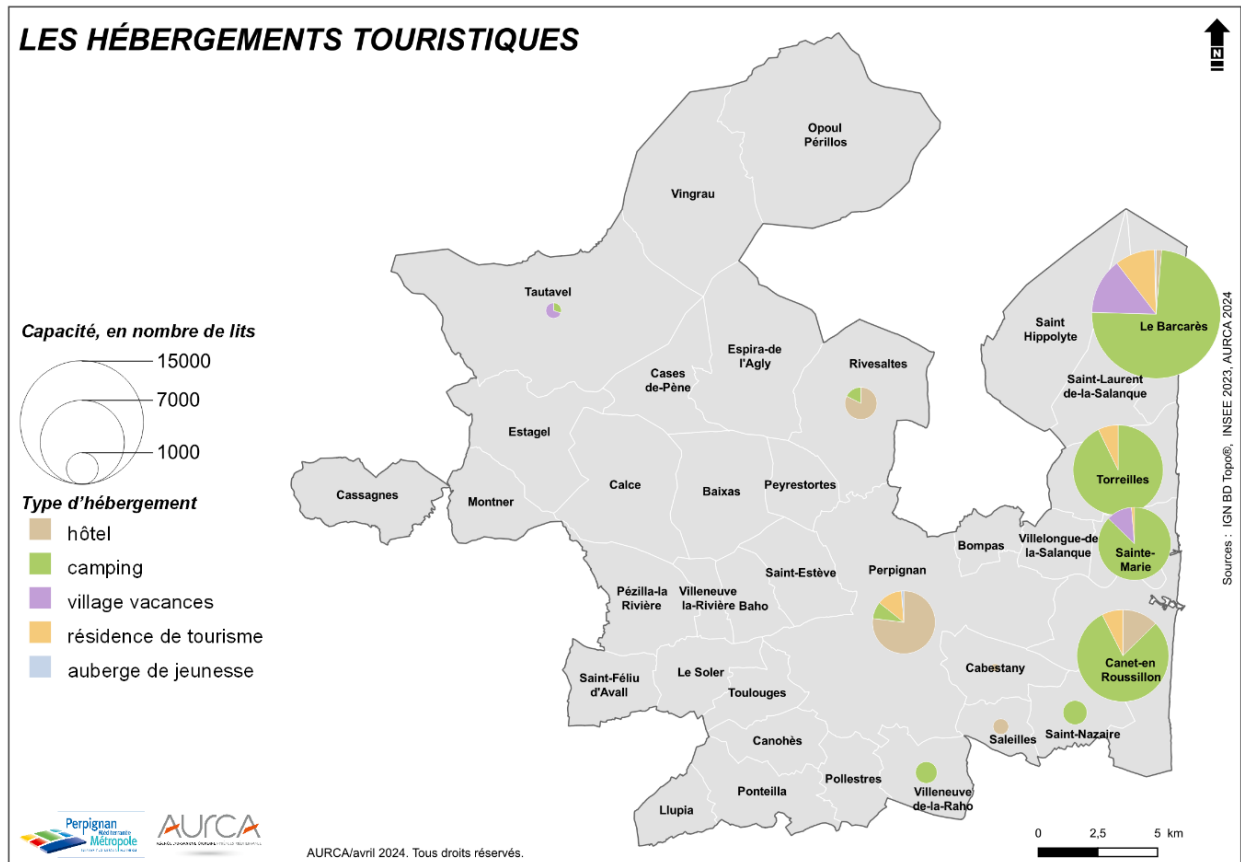 LES HÉBERGEMENTS TOURISTIQUES
N
Opoul
Périllos
Vingrau
Tautavel
Saint
Hippolyte
Le Barcarès
Capacité, en nombre de lits
15000
7000
1000
Espira-de
l'Agly
Rivesaltes
Cases
de-Pène
Saint-Laurent
de-la-Salanque
Estagel
Torreilles
Cassagnes
Montner
Calce
Baixas
Peyrestortes
Type d'hébergement
hôtel
camping
village vacances
résidence de tourisme
auberge de jeunesse
Bompas
Villelongue-de
la-Salanque
Sainte-
Marie
Saint-Estève
Perpignan
Pézilla-la
Rivière
Villeneuve
la-Rivière
Baho
Saint-Féliu
d'Avall
Le Soler
Toulouges
Cabestany
Canet-en
Roussillon
Canohès
Saleilles
Saint-Nazaire
Ponteilla
Pollestres
Villeneuve
de-la-Raho
Llupia
Sources : IGN BD Topo®, INSEE 2023, AURCA 2024
Perpignan
Méditerranée
Métropole
AURCA
AURCA/avril 2024. Tous droits réservés.
0 2,5 5 km